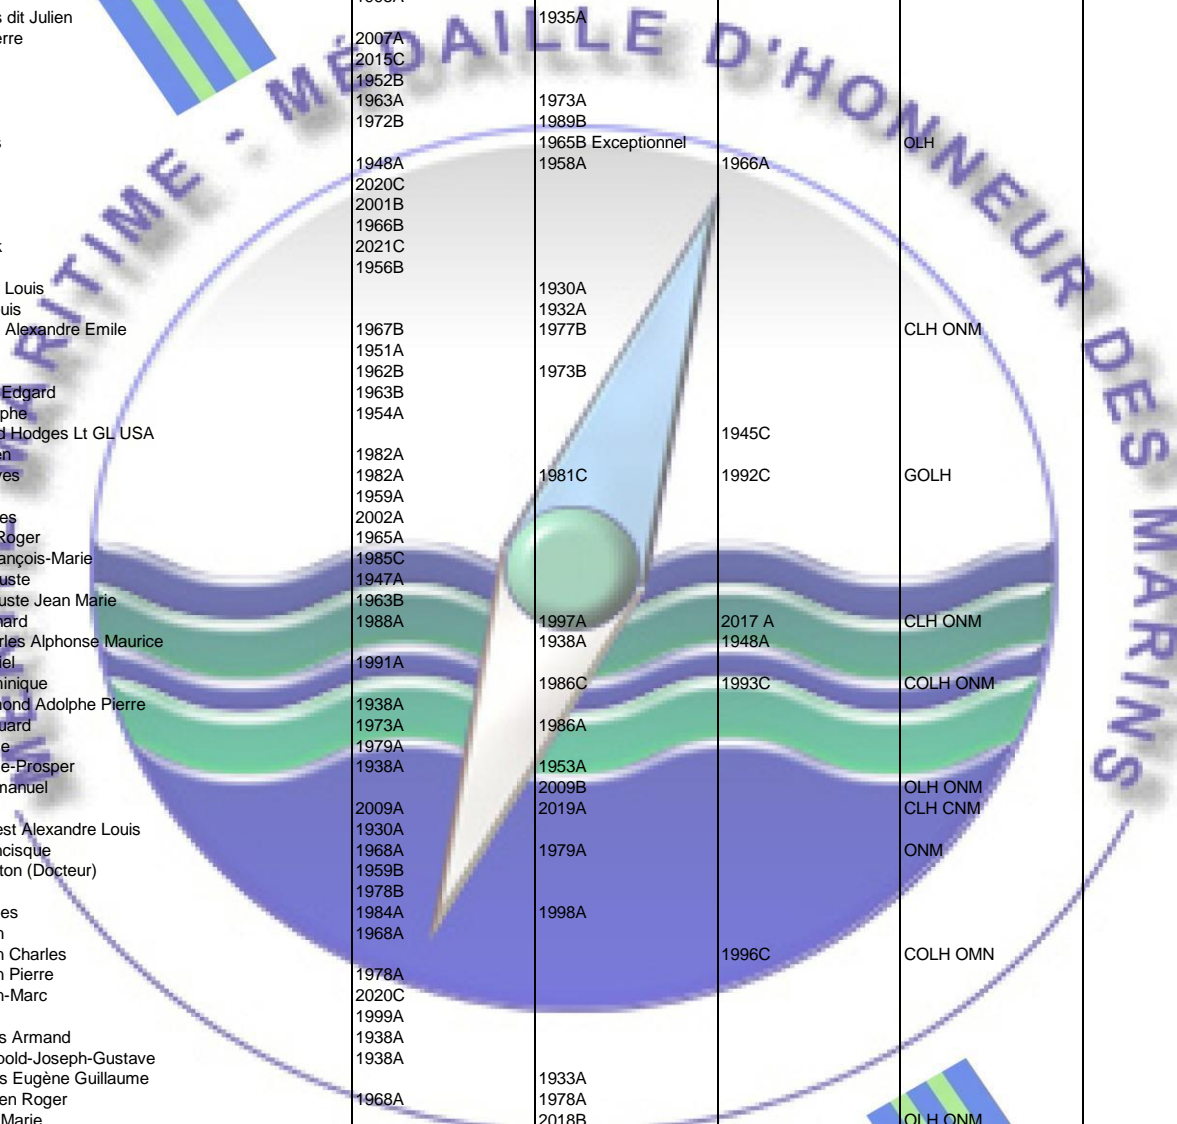 MÉRITE MARITIME - MÉDAILLE D'HONNEUR DES MARINS
dit Julien 1935A
2007A
2015C
1952B
1963A 1973A
1972B 1989B
1965B Exceptionnel OLH
1948A 1958A 1966A
2020C
2001B
1966B
2021C
1956B
Louis 1930A
1932A
Alexandre Emile 1967B 1977B CLH ONM
1951A
1962B 1973B
Edgard 1963B
1954A
Hodges Lt GL USA 1945C
1982A
1982A 1981C 1992C GOLH
1959A
2002A
Roger 1965A
ançois-Marie 1985C
uste 1947A
uste Jean Marie 1963B
ard 1988A 1997A 2017 A CLH ONM
rles Alphonse Maurice 1938A 1948A
iel 1991A
inique 1986C 1993C COLH ONM
ond Adolphe Pierre 1938A
uard 1973A 1986A
e 1979A
e-Prosper 1938A 1953A
manuel 2009B OLH ONM
2009A 2019A CLH CNM
est Alexandre Louis 1930A
ncisque 1968A 1979A ONM
ton (Docteur) 1959B
1978B
es 1984A 1998A
1968A
Charles 1996C COLH OMN
Pierre 1978A
n-Marc 2020C
1999A
s Armand 1938A
pold-Joseph-Gustave 1938A
s Eugène Guillaume 1933A
en Roger 1968A 1978A
Marie 2018B OLH ONM